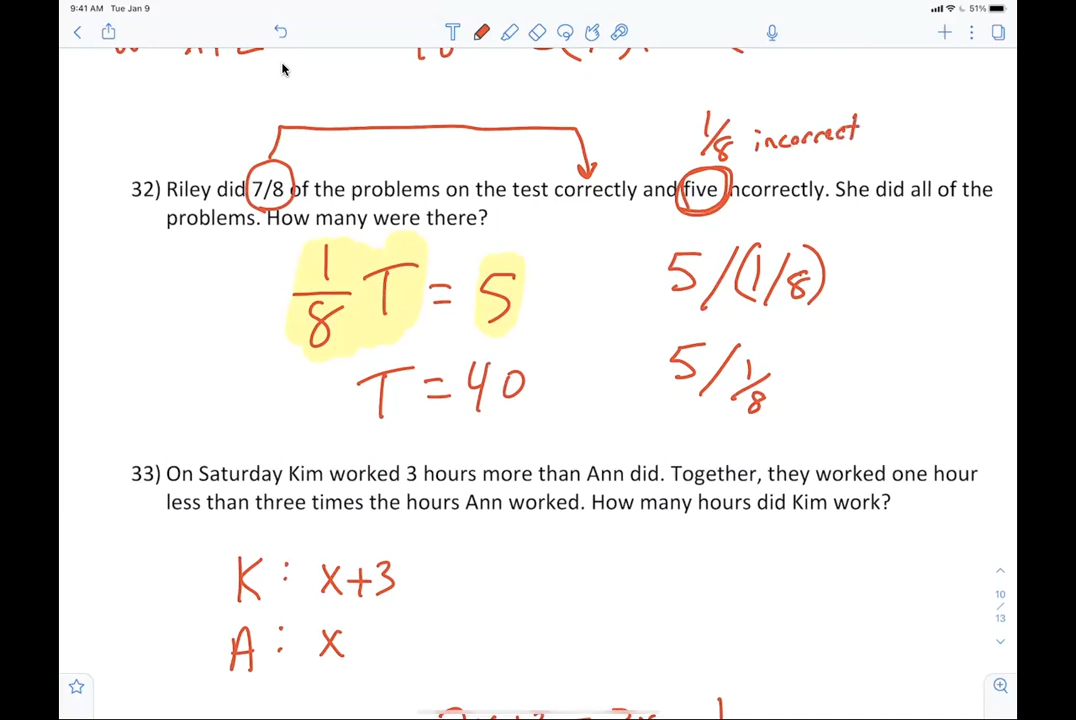 9:41 AM Tue Jan 9
51%
T
1/8 incorrect
32) Riley did 7/8 of the problems on the test correctly and five incorrectly. She did all of the
problems. How many were there?
1/8 T = 5
5/(1/8)
T = 40
5/1/8
33) On Saturday Kim worked 3 hours more than Ann did. Together, they worked one hour
less than three times the hours Ann worked. How many hours did Kim work?
K: x+3
A: x
10
/
13